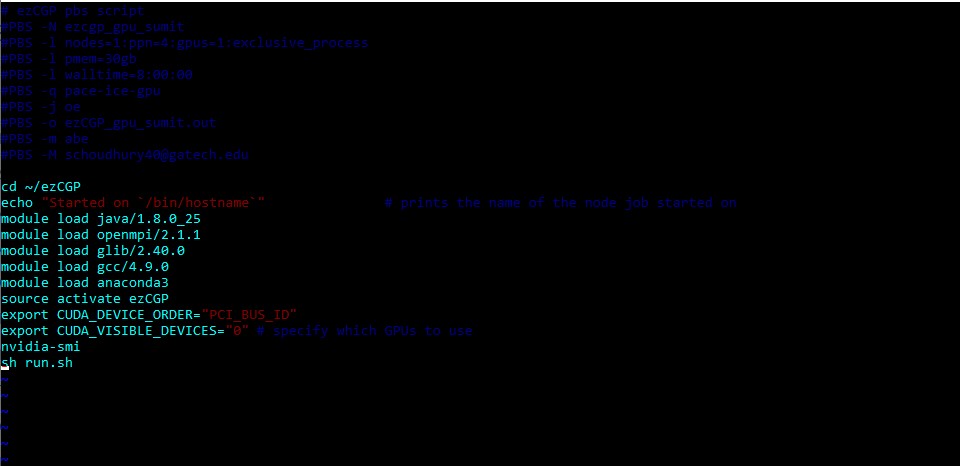 # ezCGP pbs script
#PBS -N ezcgp_gpu_sumit
#PBS -l nodes=1:ppn=4:gpus=1:exclusive_process
#PBS -l pmem=30gb
#PBS -l walltime=8:00:00
#PBS -q pace-ice-gpu
#PBS -j oe
#PBS -o ezCGP_gpu_sumit.out
#PBS -m abe
#PBS -M schoudhury40@gatech.edu

cd ~/ezCGP
echo "Started on `/bin/hostname`"               # prints the name of the node job started on
module load java/1.8.0_25
module load openmpi/2.1.1
module load glib/2.40.0
module load gcc/4.9.0
module load anaconda3
source activate ezCGP
export CUDA_DEVICE_ORDER="PCI_BUS_ID"
export CUDA_VISIBLE_DEVICES="0" # specify which GPUs to use
nvidia-smi
sh run.sh
~
~
~
~
~
~